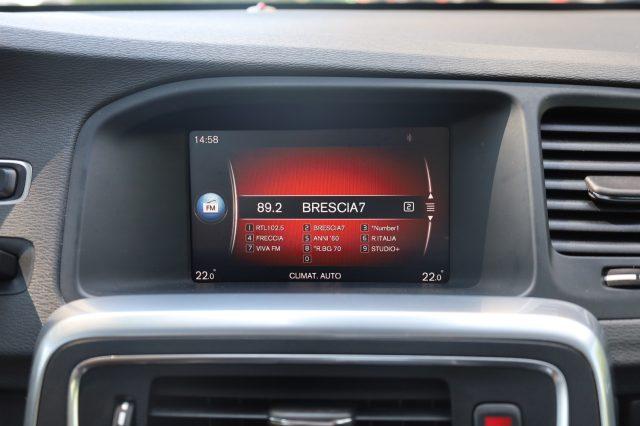 14:58
FM
89.2 BRESCIA7 2
1 RTL102.5 2 BRESCIA7 3 *Number1
4 FRECCIA 5 ANNI '60 6 R.ITALIA
7 VIVA FM 8 *R.BG 70 9 STUDIO+
0
22.0° CLIMAT. AUTO 22.0°